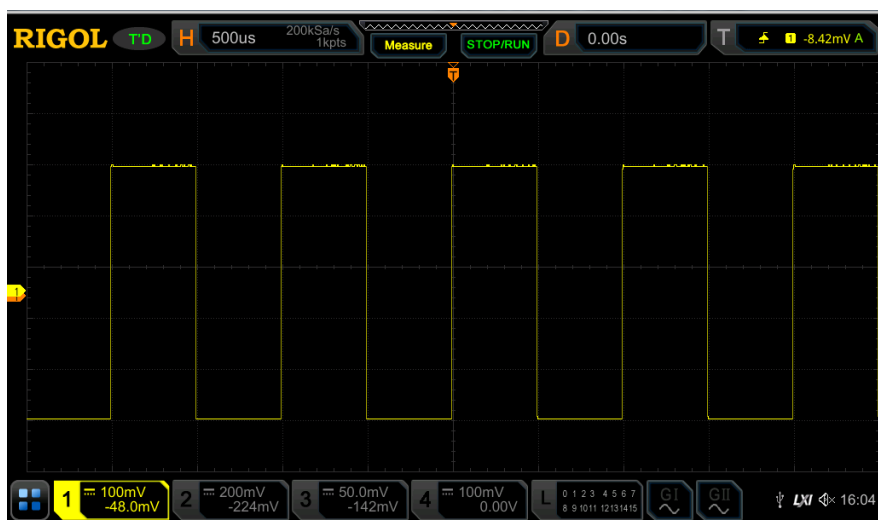 RIGOL T'D H 500us 200kSa/s D 0.00s T 1 -8.42mV A
1kpts
Measure STOP/RUN
T
1
1 100mV 2 200mV 3 50.0mV 4 100mV L 0 1 2 3 4 5 6 7 GI GII LXI 16:04
-48.0mV -224mV -142mV 0.00V 8 9 10 11 12 13 14 15